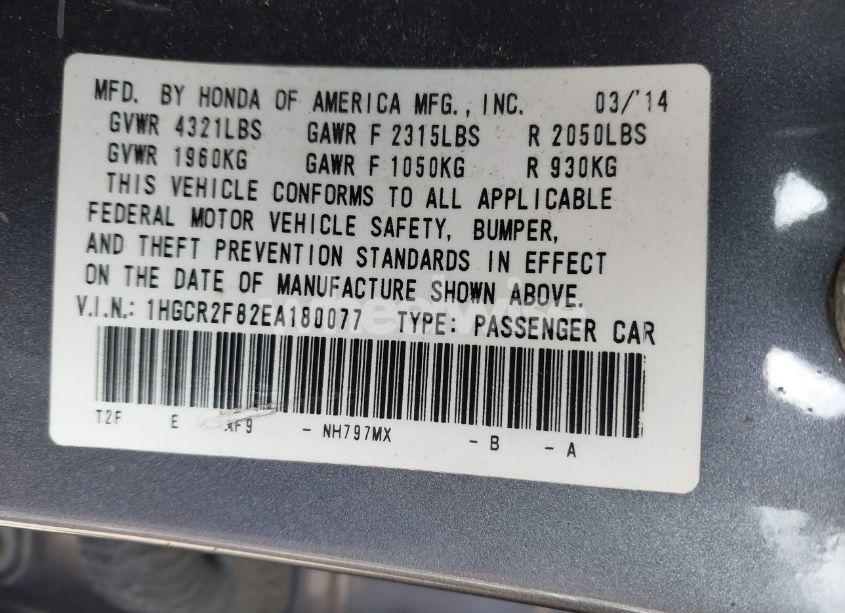 MFD. BY HONDA OF AMERICA MFG., INC. 03/'14
GVWR 4321LBS GAWR F 2315LBS R 2050LBS
GVWR 1960KG GAWR F 1050KG R 930KG
THIS VEHICLE CONFORMS TO ALL APPLICABLE
FEDERAL MOTOR VEHICLE SAFETY, BUMPER,
AND THEFT PREVENTION STANDARDS IN EFFECT
ON THE DATE OF MANUFACTURE SHOWN ABOVE.
V.I.N.: 1HGCR2F82EA180077 TYPE: PASSENGER CAR
T2F E AF9 - NH797MX - B - A